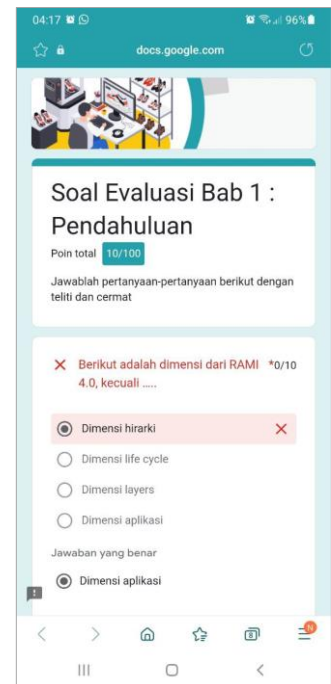 04:17 96%
docs.google.com
Soal Evaluasi Bab 1 :
Pendahuluan
Poin total 10/100
Jawablah pertanyaan-pertanyaan berikut dengan
teliti dan cermat
Berikut adalah dimensi dari RAMI *0/10
4.0, kecuali .....
Dimensi hirarki
Dimensi life cycle
Dimensi layers
Dimensi aplikasi
Jawaban yang benar
Dimensi aplikasi
8
N